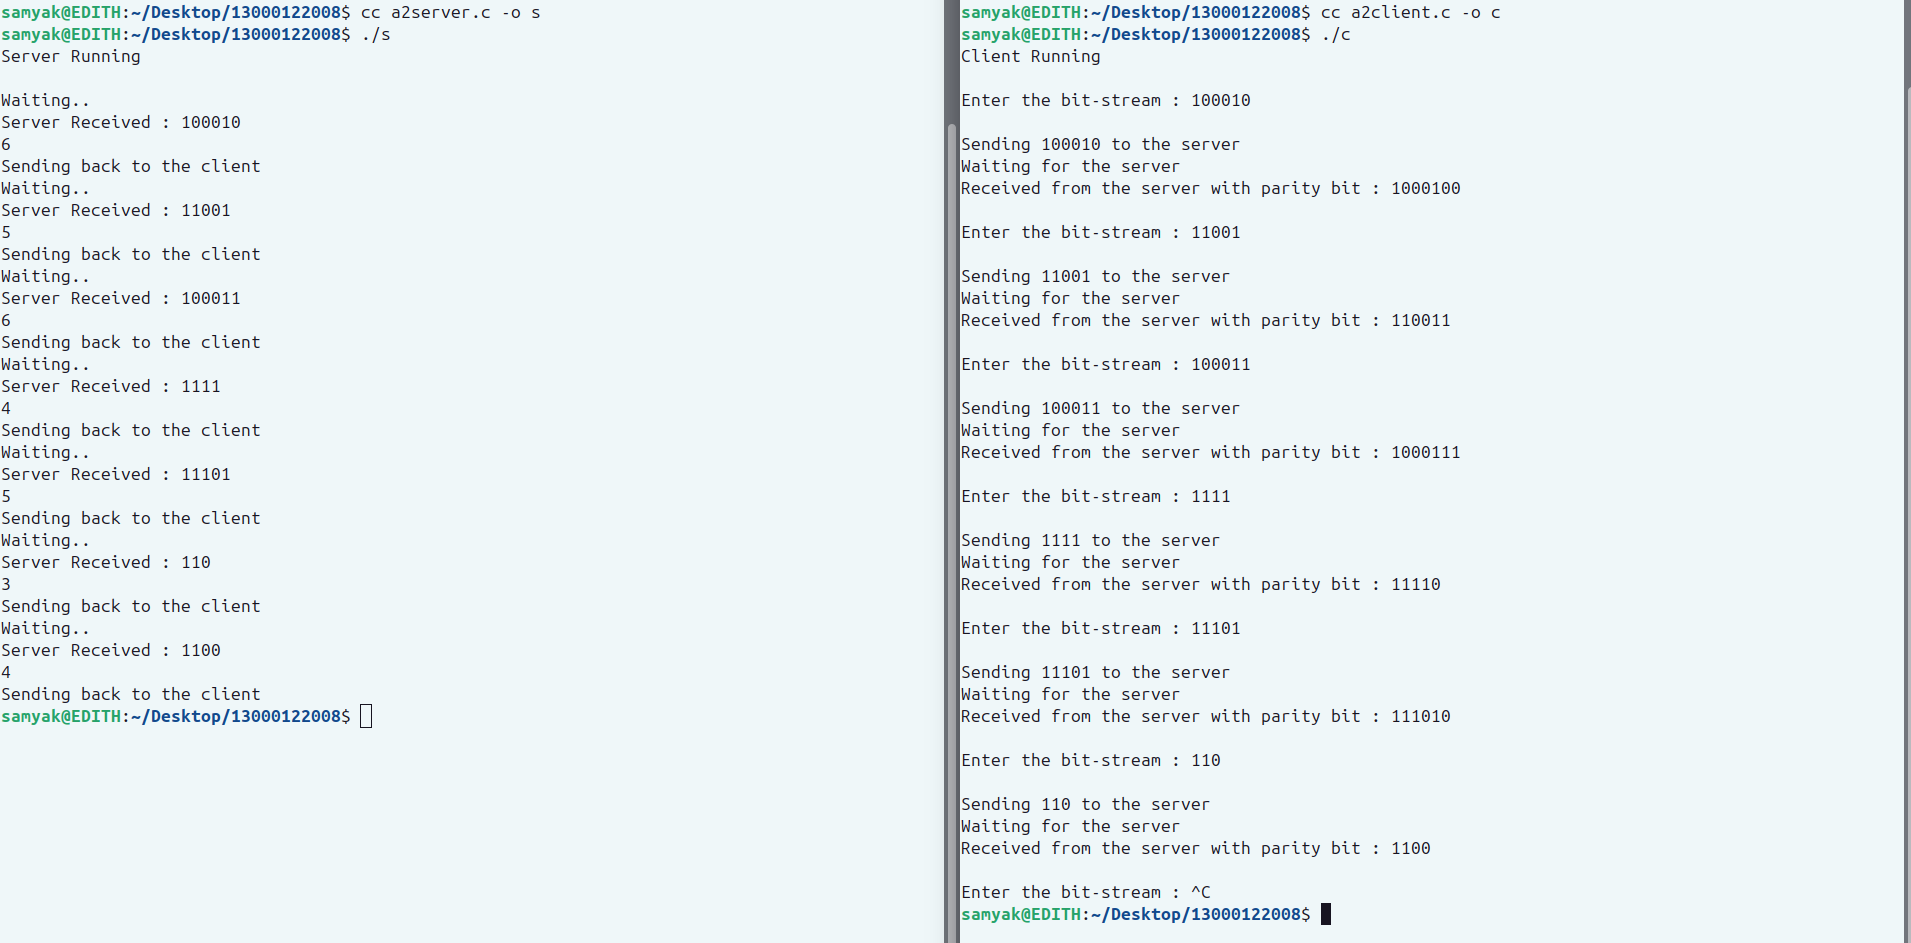 samyak@EDITH:~/Desktop/13000122008$ cc a2server.c -o s
samyak@EDITH:~/Desktop/13000122008$ ./s
Server Running
Waiting..
Server Received : 100010
6
Sending back to the client
Waiting..
Server Received : 11001
5
Sending back to the client
Waiting..
Server Received : 100011
6
Sending back to the client
Waiting..
Server Received : 1111
4
Sending back to the client
Waiting..
Server Received : 11101
5
Sending back to the client
Waiting..
Server Received : 110
3
Sending back to the client
Waiting..
Server Received : 1100
4
Sending back to the client
samyak@EDITH:~/Desktop/13000122008$
samyak@EDITH:~/Desktop/13000122008$ cc a2client.c -o c
samyak@EDITH:~/Desktop/13000122008$ ./c
Client Running
Enter the bit-stream : 100010
Sending 100010 to the server
Waiting for the server
Received from the server with parity bit : 1000100
Enter the bit-stream : 11001
Sending 11001 to the server
Waiting for the server
Received from the server with parity bit : 110011
Enter the bit-stream : 100011
Sending 100011 to the server
Waiting for the server
Received from the server with parity bit : 1000111
Enter the bit-stream : 1111
Sending 1111 to the server
Waiting for the server
Received from the server with parity bit : 11110
Enter the bit-stream : 11101
Sending 11101 to the server
Waiting for the server
Received from the server with parity bit : 111010
Enter the bit-stream : 110
Sending 110 to the server
Waiting for the server
Received from the server with parity bit : 1100
Enter the bit-stream : ^C
samyak@EDITH:~/Desktop/13000122008$